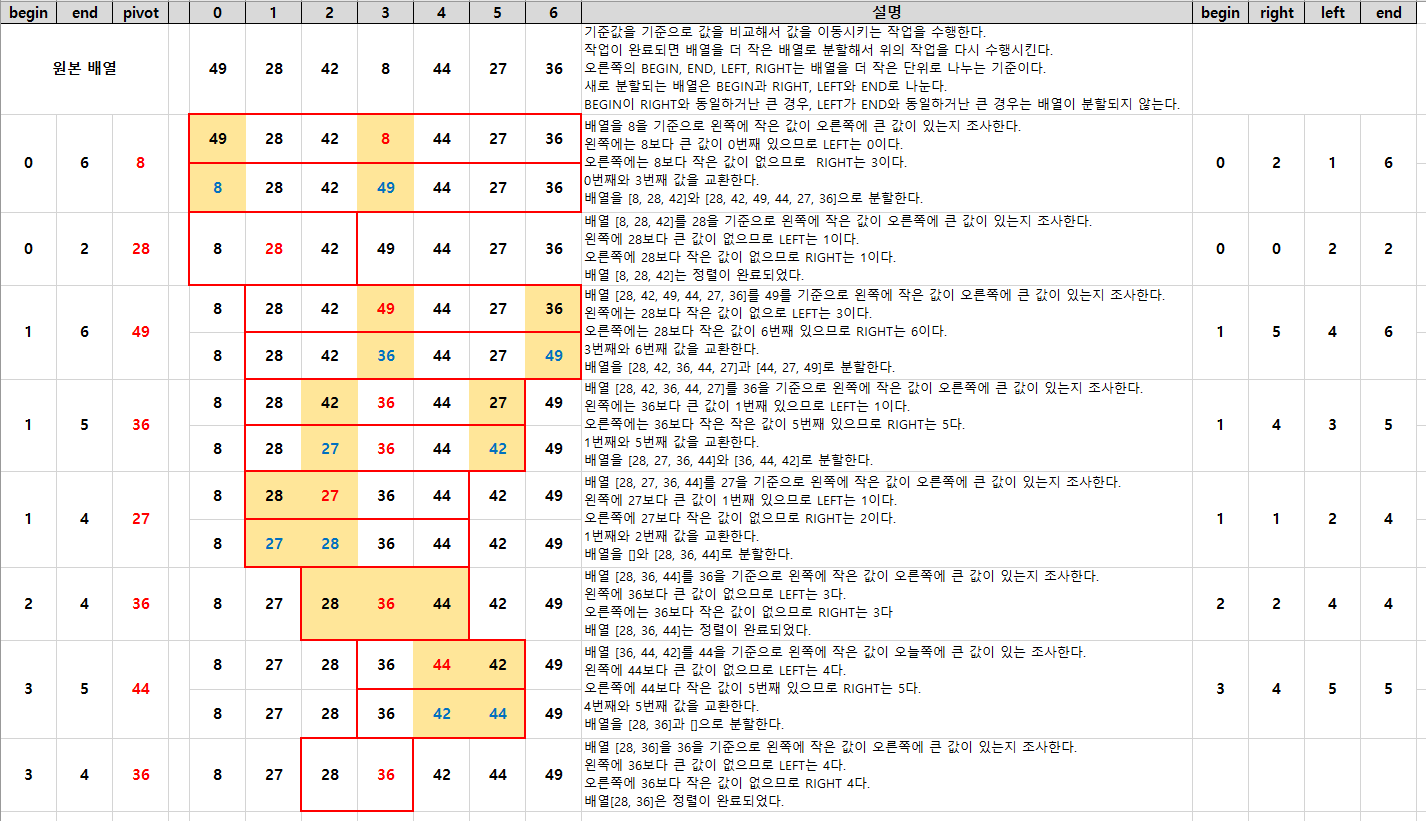 begin end pivot 0 1 2 3 4 5 6 설명 begin right left end
원본 배열 49 28 42 8 44 27 36
기준값을 기준으로 값을 비교해서 값을 이동시키는 작업을 수행한다.
작업이 완료되면 배열을 더 작은 배열로 분할해서 위의 작업을 다시 수행시킨다.
오른쪽의 BEGIN, END, LEFT, RIGHT는 배열을 더 작은 단위로 나누는 기준이다.
새로 분할되는 배열은 BEGIN과 RIGHT, LEFT와 END로 나눈다.
BEGIN이 RIGHT와 동일하거난 큰 경우, LEFT가 END와 동일하거난 큰 경우는 배열이 분할되지 않는다.
0 6 8
49 28 42 8 44 27 36
8 28 42 49 44 27 36
배열을 8을 기준으로 왼쪽에 작은 값이 오른쪽에 큰 값이 있는지 조사한다.
왼쪽에는 8보다 큰 값이 0번째 있으므로 LEFT는 0이다.
오른쪽에는 8보다 작은 값이 없으므로 RIGHT는 3이다.
0번째와 3번째 값을 교환한다.
배열을 [8, 28, 42]와 [28, 42, 49, 44, 27, 36]으로 분할한다.
0 2 1 6
0 2 28
8 28 42 49 44 27 36
배열 [8, 28, 42]를 28을 기준으로 왼쪽에 작은 값이 오른쪽에 큰 값이 있는지 조사한다.
왼쪽에 28보다 큰 값이 없으므로 LEFT는 1이다.
오른쪽에 28보다 작은 값이 없으므로 RIGHT는 1이다.
배열 [8, 28, 42]는 정렬이 완료되었다.
0 0 2 2
1 6 49
8 28 42 49 44 27 36
8 28 42 36 44 27 49
배열 [28, 42, 49, 44, 27, 36]를 49를 기준으로 왼쪽에 작은 값이 오른쪽에 큰 값이 있는지 조사한다.
왼쪽에는 28보다 작은 값이 없으로 LEFT는 3이다.
오른쪽에는 28보다 작은 값이 6번째 있으므로 RIGHT는 6이다.
3번째와 6번째 값을 교환한다.
배열을 [28, 42, 36, 44, 27]과 [44, 27, 49]로 분할한다.
1 5 4 6
1 5 36
8 28 42 36 44 27 49
8 28 27 36 44 42 49
배열 [28, 42, 36, 44, 27]를 36을 기준으로 왼쪽에 작은 값이 오른쪽에 큰 값이 있는지 조사한다.
왼쪽에는 36보다 큰 값이 1번째 있으므로 LEFT는 1이다.
오른쪽에는 36보다 작은 작은 값이 5번째 있으므로 RIGHT는 5다.
1번째와 5번째 값을 교환한다.
배열을 [28, 27, 36, 44]와 [36, 44, 42]로 분할한다.
1 4 3 5
1 4 27
8 28 27 36 44 42 49
8 27 28 36 44 42 49
배열 [28, 27, 36, 44]를 27을 기준으로 왼쪽에 작은 값이 오른쪽에 큰 값이 있는지 조사한다.
왼쪽에 27보다 큰 값이 1번째 있으므로 LEFT는 1이다.
오른쪽에 27보다 작은 값이 없으므로 RIGHT는 2이다.
1번째와 2번째 값을 교환한다.
배열을 []와 [28, 36, 44]로 분할한다.
1 1 2 4
2 4 36
8 27 28 36 44 42 49
배열 [28, 36, 44]를 36을 기준으로 왼쪽에 작은 값이 오른쪽에 큰 값이 있는지 조사한다.
왼쪽에 36보다 큰 값이 없으므로 LEFT는 3다.
오른쪽에는 36보다 작은 값이 없으므로 RIGHT는 3다
배열 [28, 36, 44]는 정렬이 완료되었다.
2 2 4 4
3 5 44
8 27 28 36 44 42 49
8 27 28 36 42 44 49
배열 [36, 44, 42]를 44을 기준으로 왼쪽에 작은 값이 오늘쪽에 큰 값이 있는 조사한다.
왼쪽에 44보다 큰 값이 없으므로 LEFT는 4다.
오른쪽에 44보다 작은 값이 5번째 있으므로 RIGHT는 5다.
4번째와 5번째 값을 교환한다.
배열을 [28, 36]과 []으로 분할한다.
3 4 5 5
3 4 36
8 27 28 36 42 44 49
배열 [28, 36]을 36을 기준으로 왼쪽에 작은 값이 오른쪽에 큰 값이 있는지 조사한다.
왼쪽에 36보다 큰 값이 없으므로 LEFT는 4다.
오른쪽에 36보다 작은 값이 없으므로 RIGHT 4다.
배열[28, 36]은 정렬이 완료되었다.